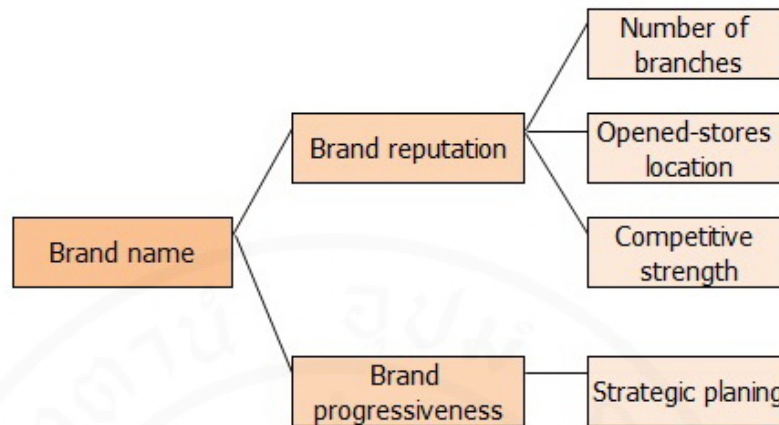 Number of
branches
Brand reputation
Opened-stores
location
Brand name
Competitive
strength
Brand
progressiveness
Strategic planing